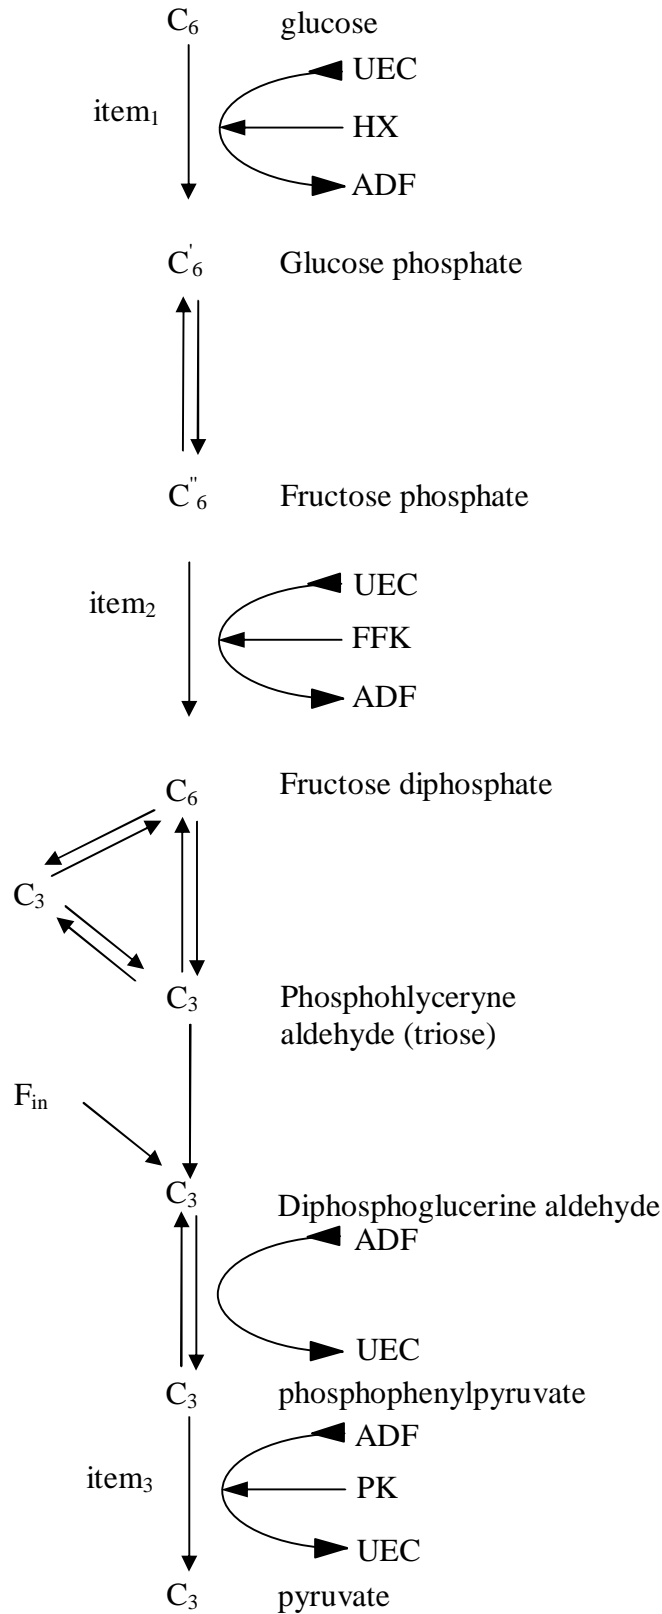 C₆ glucose
UEC
item₁
HX
ADF
C'₆ Glucose phosphate
C''₆ Fructose phosphate
UEC
item₂
FFK
ADF
C₆ Fructose diphosphate
C₃
C₃ Phosphohlyceryne
aldehyde (triose)
Fᵢₙ
C₃ Diphosphoglucerine aldehyde
ADF
UEC
C₃ phosphophenylpyruvate
ADF
item₃
PK
UEC
C₃ pyruvate